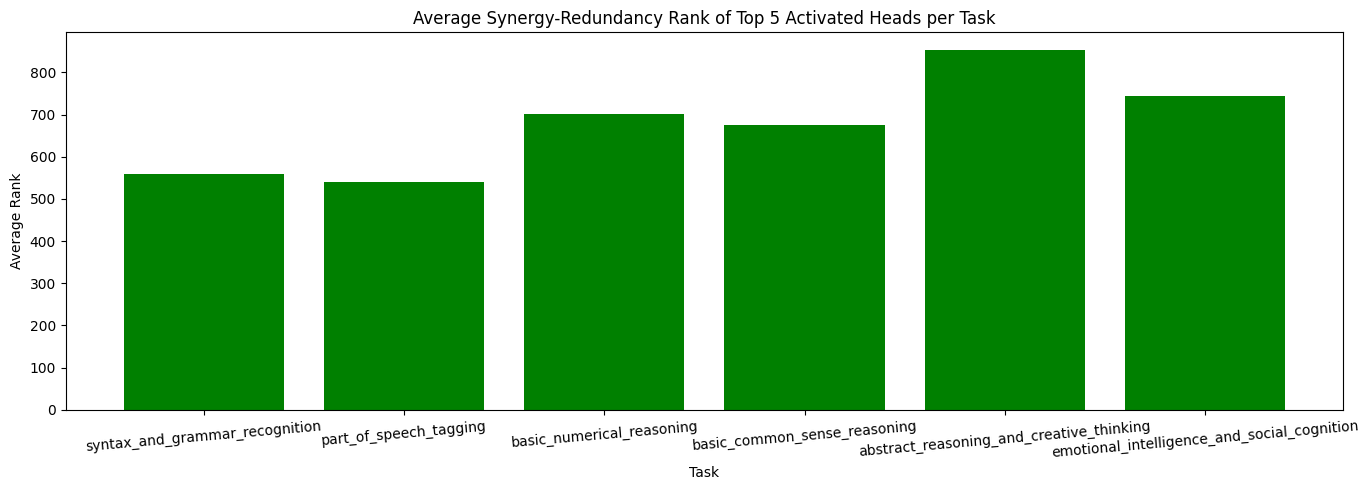 Average Synergy-Redundancy Rank of Top 5 Activated Heads per Task
800
700
600
500
400
300
200
100
0
Average Rank
syntax_and_grammar_recognition
part_of_speech_tagging
basic_numerical_reasoning
basic_common_sense_reasoning
abstract_reasoning_and_creative_thinking
emotional_intelligence_and_social_cognition
Task